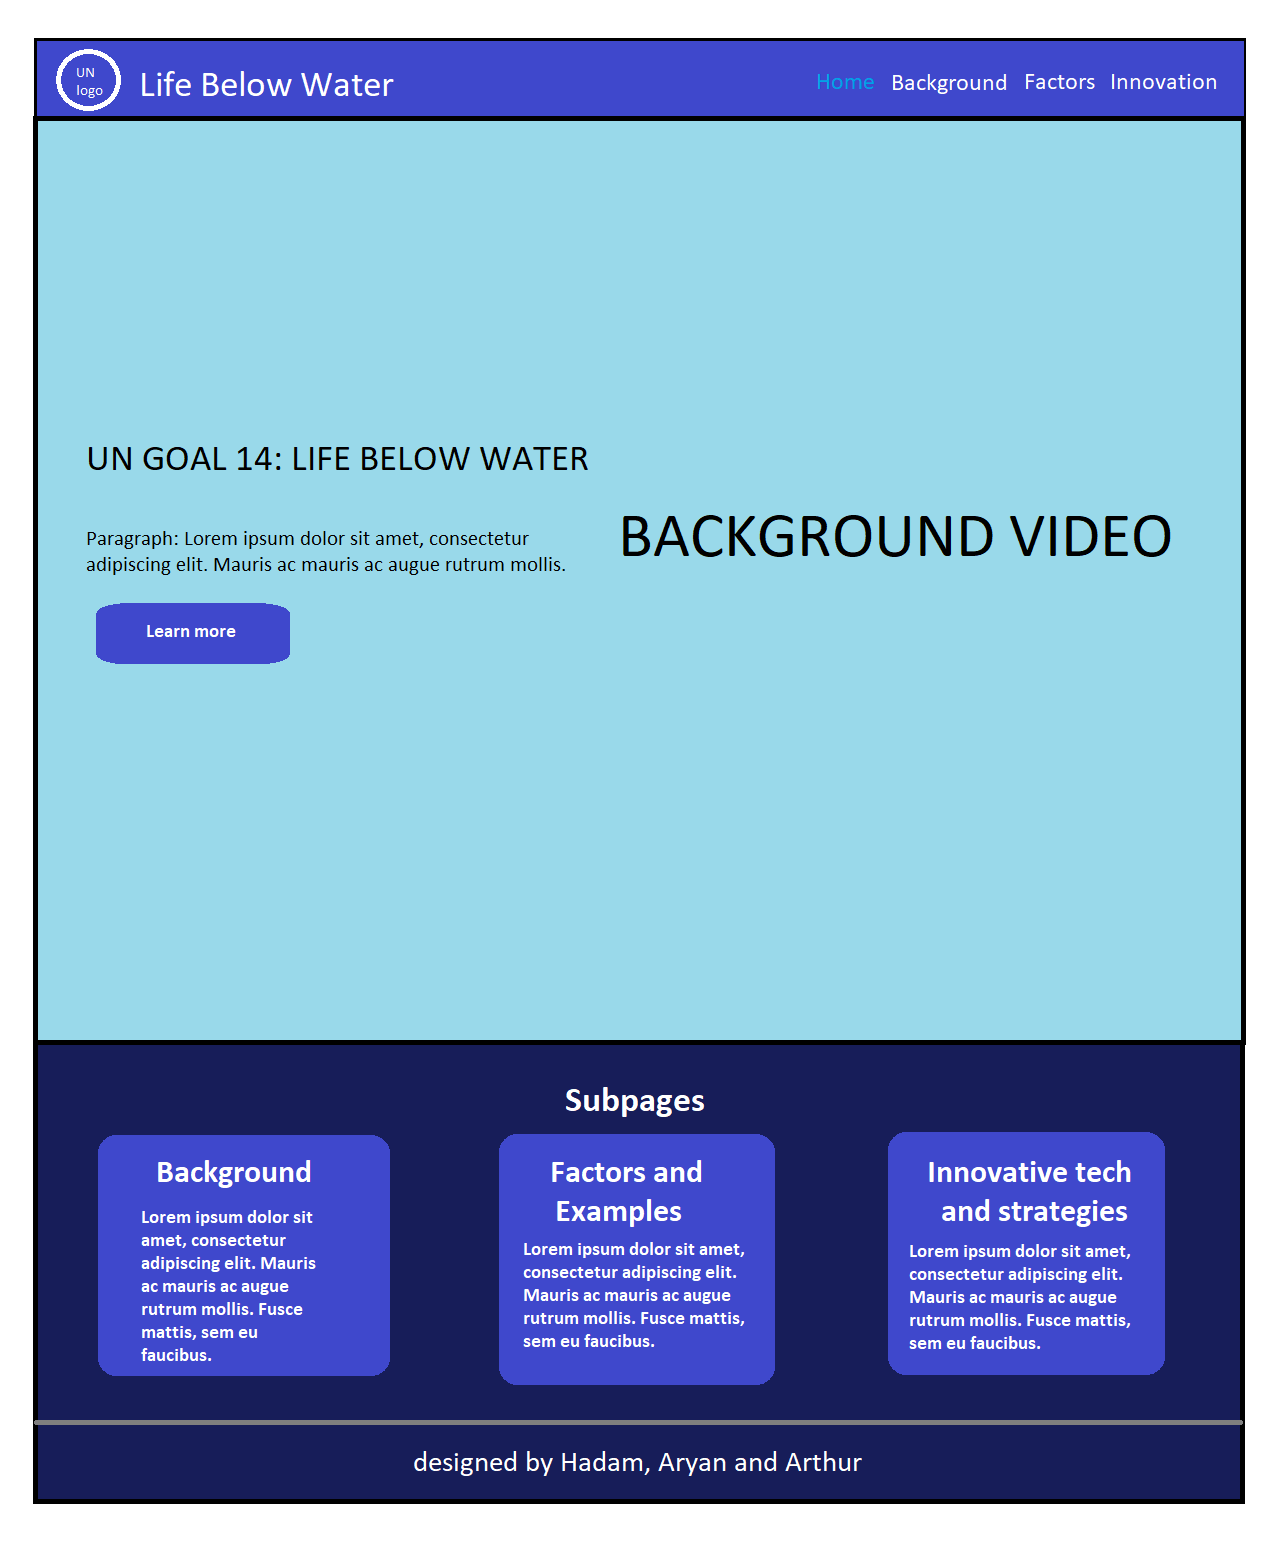 UN
logo
Life Below Water
Home Background Factors Innovation
UN GOAL 14: LIFE BELOW WATER
Paragraph: Lorem ipsum dolor sit amet, consectetur
adipiscing elit. Mauris ac mauris ac augue rutrum mollis.
Learn more
BACKGROUND VIDEO
Subpages
Background
Lorem ipsum dolor sit
amet, consectetur
adipiscing elit. Mauris
ac mauris ac augue
rutrum mollis. Fusce
mattis, sem eu
faucibus.
Factors and
Examples
Lorem ipsum dolor sit amet,
consectetur adipiscing elit.
Mauris ac mauris ac augue
rutrum mollis. Fusce mattis,
sem eu faucibus.
Innovative tech
and strategies
Lorem ipsum dolor sit amet,
consectetur adipiscing elit.
Mauris ac mauris ac augue
rutrum mollis. Fusce mattis,
sem eu faucibus.
designed by Hadam, Aryan and Arthur